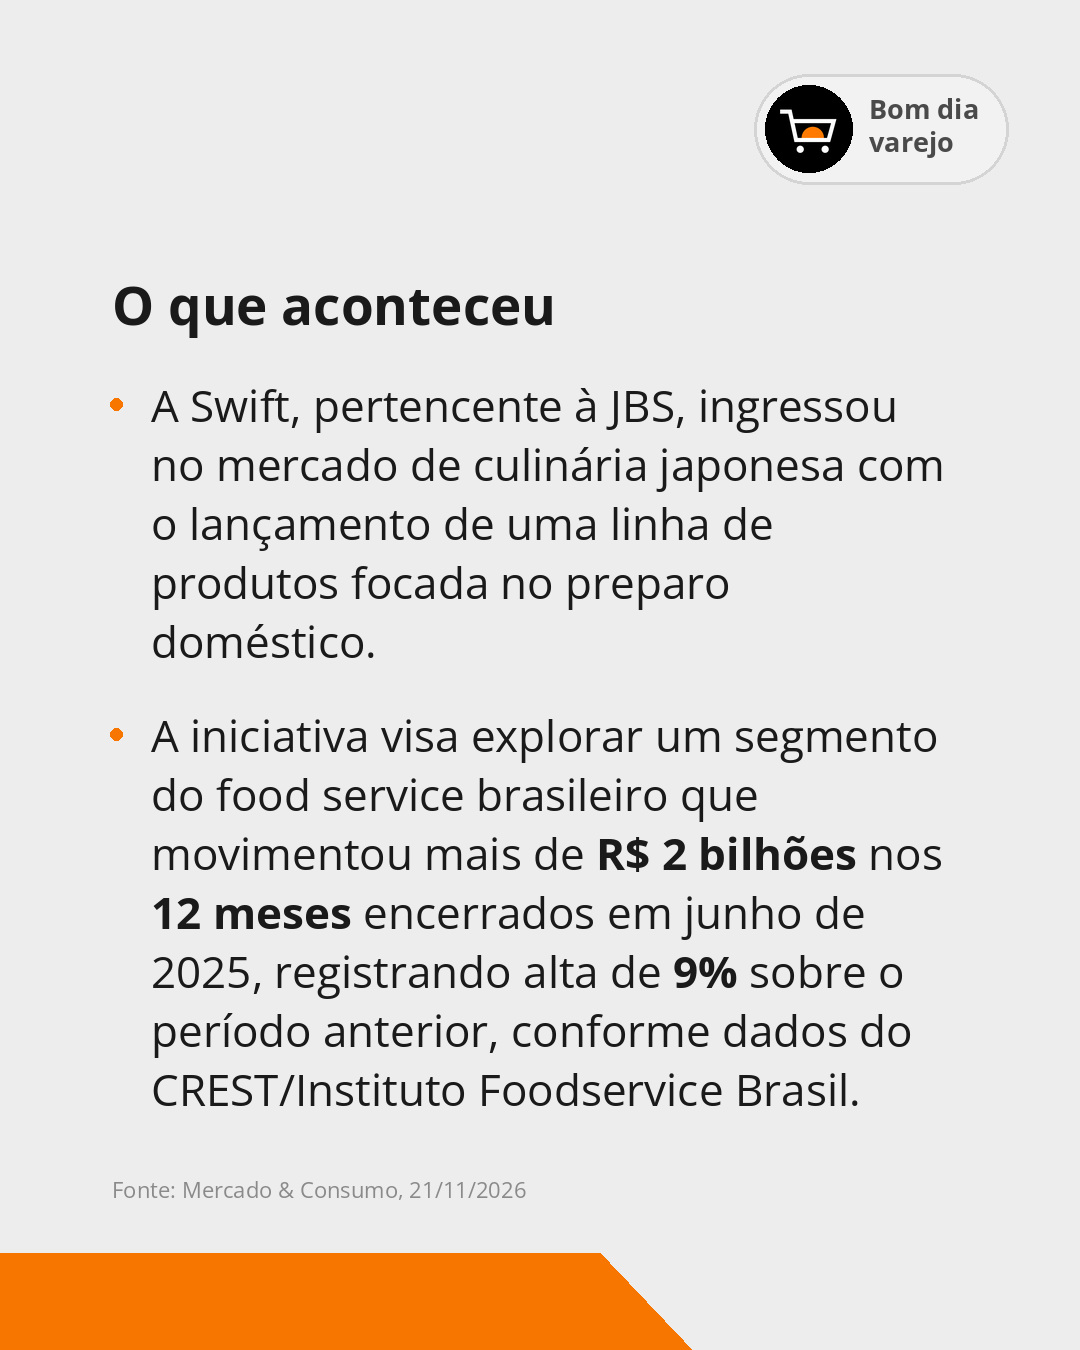 Bom dia
varejo
O que aconteceu
• A Swift, pertencente à JBS, ingressou
no mercado de culinária japonesa com
o lançamento de uma linha de
produtos focada no preparo
doméstico.
• A iniciativa visa explorar um segmento
do food service brasileiro que
movimentou mais de R$ 2 bilhões nos
12 meses encerrados em junho de
2025, registrando alta de 9% sobre o
período anterior, conforme dados do
CREST/Instituto Foodservice Brasil.
Fonte: Mercado & Consumo, 21/11/2026